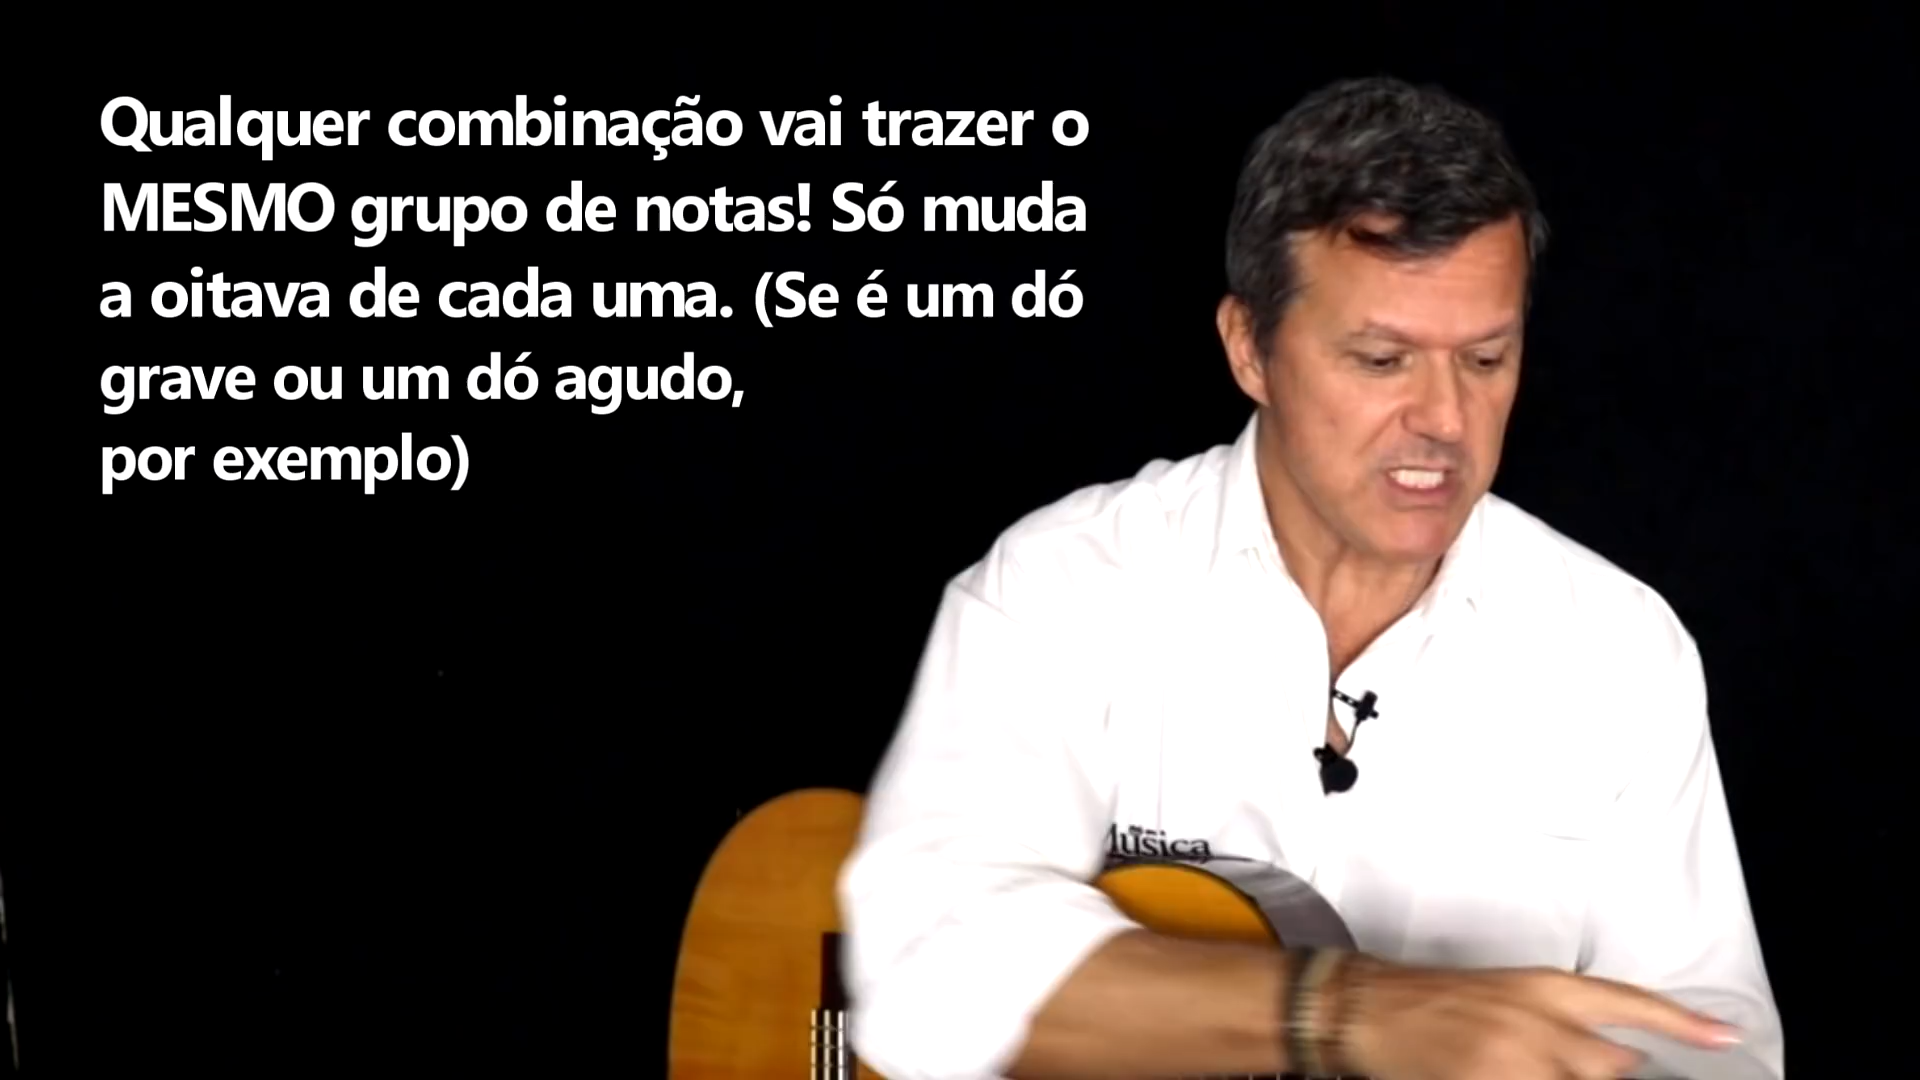 Qualquer combinação vai trazer o
MESMO grupo de notas! Só muda
a oitava de cada uma. (Se é um dó
grave ou um dó agudo,
por exemplo)
Música